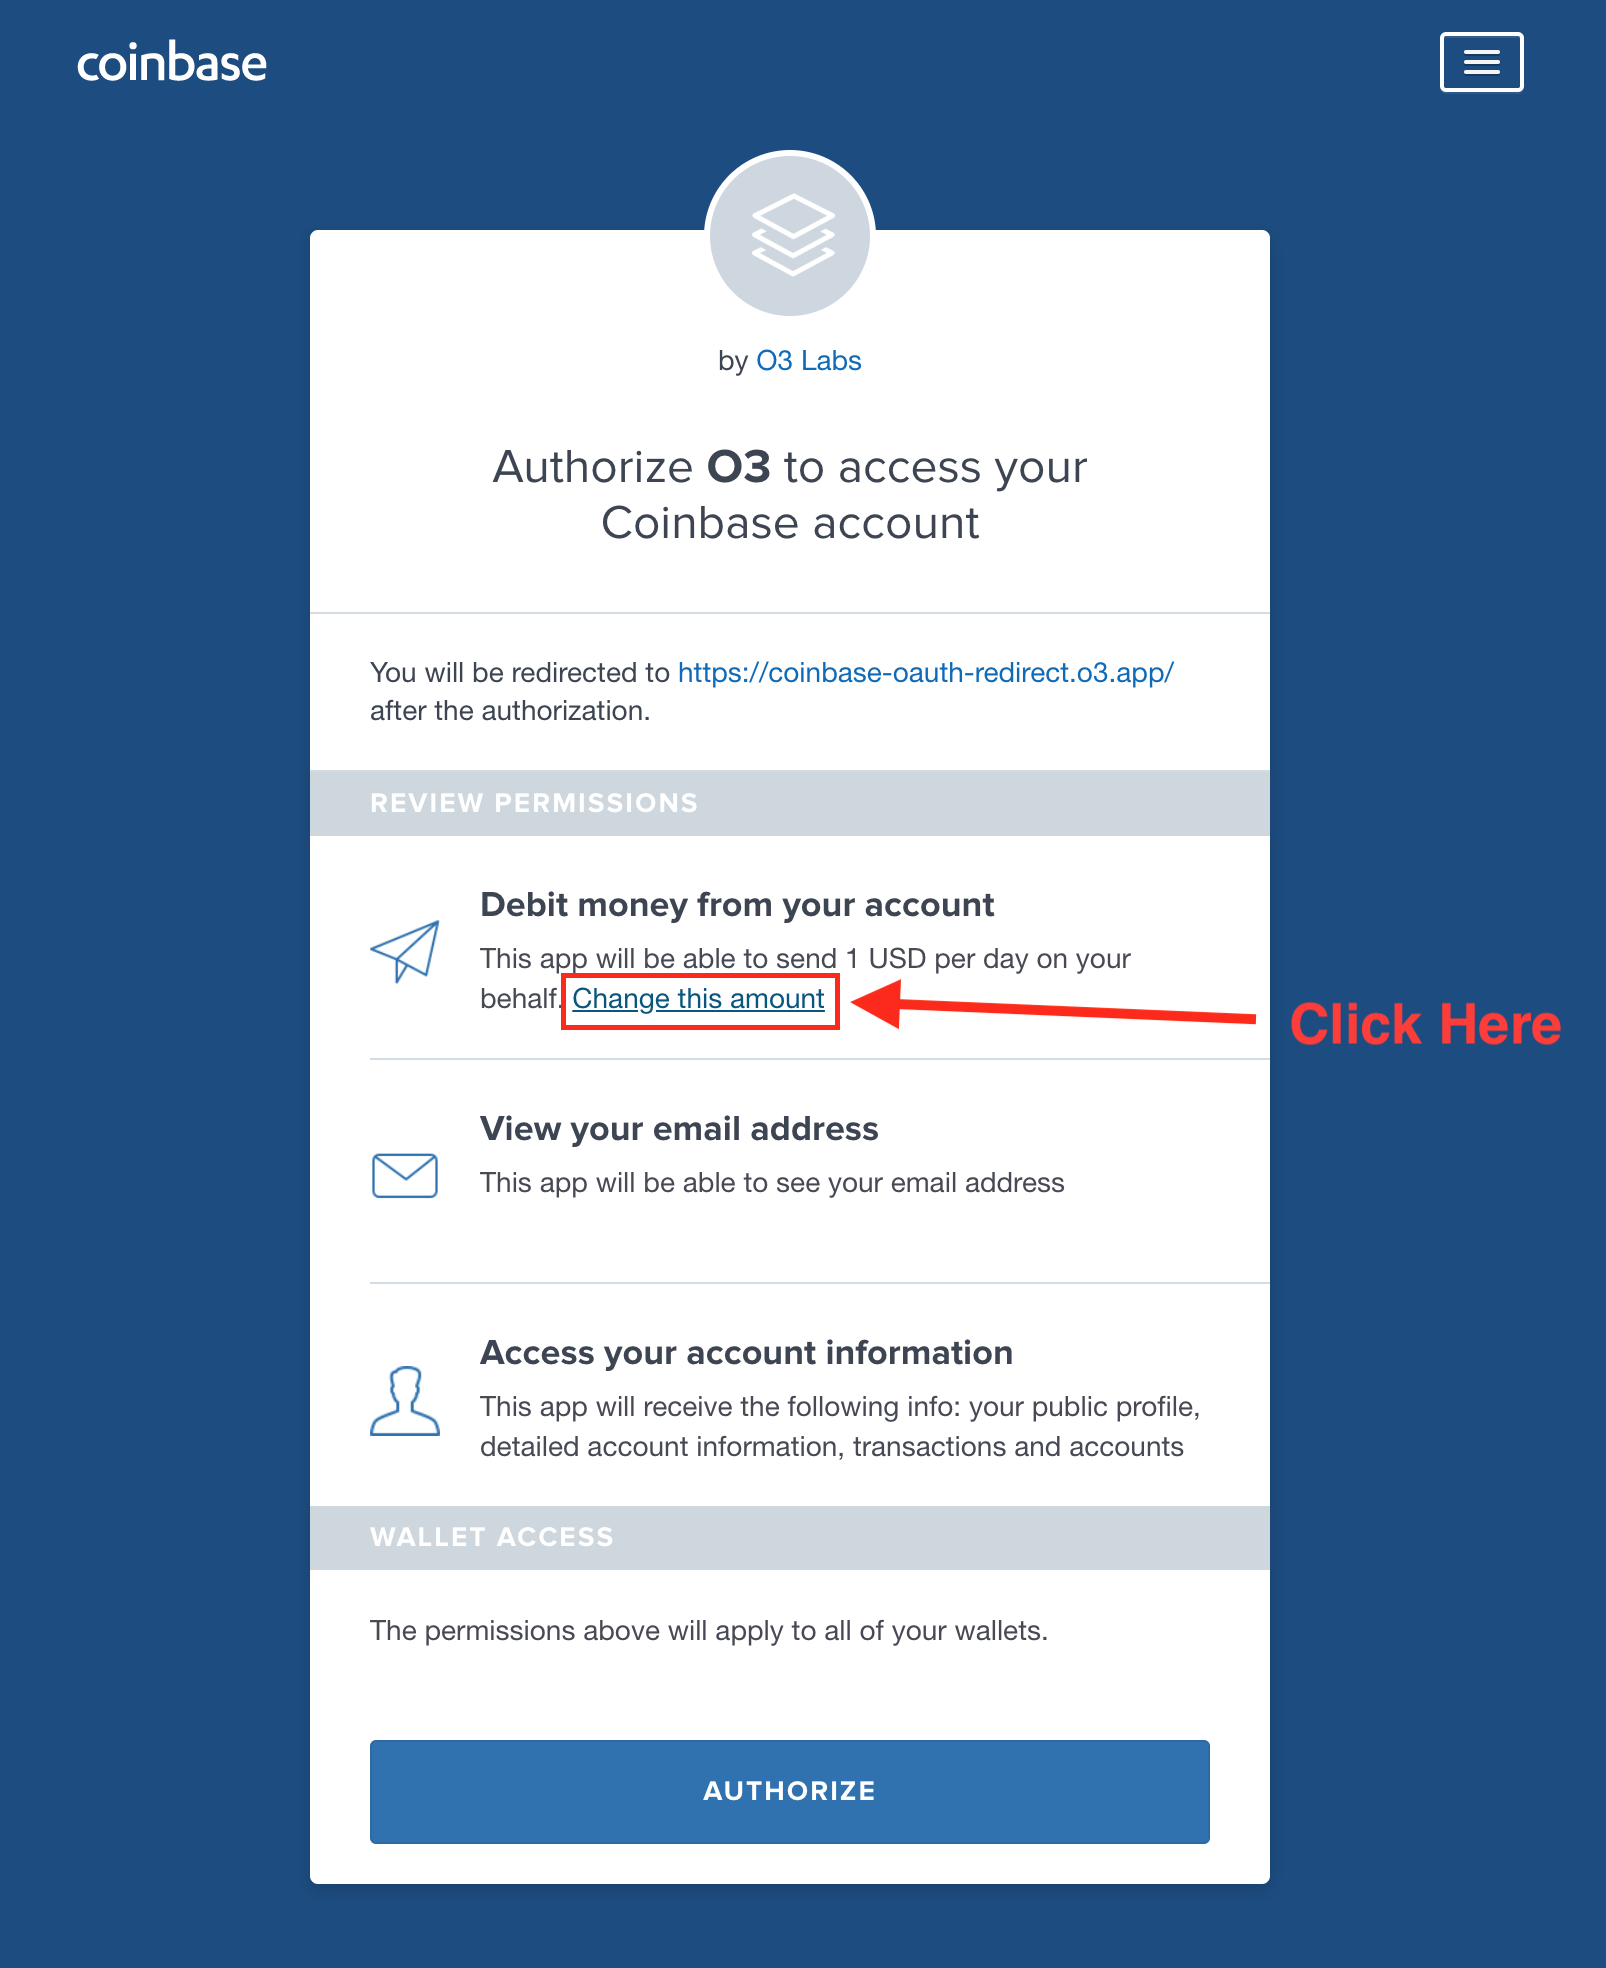 coinbase
by O3 Labs
Authorize O3 to access your
Coinbase account
You will be redirected to https://coinbase-oauth-redirect.o3.app/
after the authorization.
REVIEW PERMISSIONS
Debit money from your account
This app will be able to send 1 USD per day on your
behalf. Change this amount
Click Here
View your email address
This app will be able to see your email address
Access your account information
This app will receive the following info: your public profile,
detailed account information, transactions and accounts
WALLET ACCESS
The permissions above will apply to all of your wallets.
AUTHORIZE